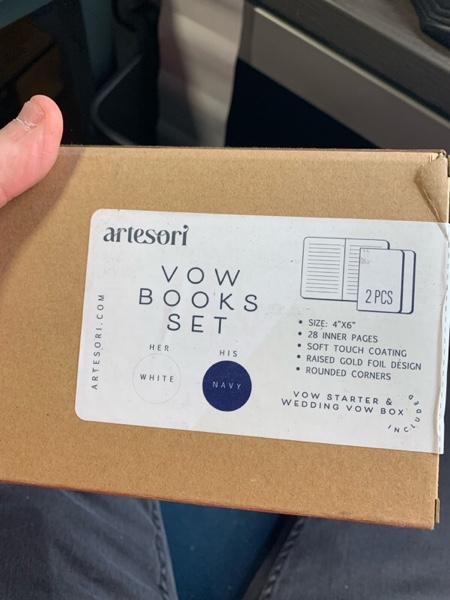 artesori
VOW
BOOKS
SET
HER
HIS
WHITE
NAVY
ARTESORI.COM
2 PCS
• SIZE: 4"X6"
• 28 INNER PAGES
• SOFT TOUCH COATING
• RAISED GOLD FOIL DESIGN
• ROUNDED CORNERS
VOW STARTER &
WEDDING VOW BOX
INCLUDED